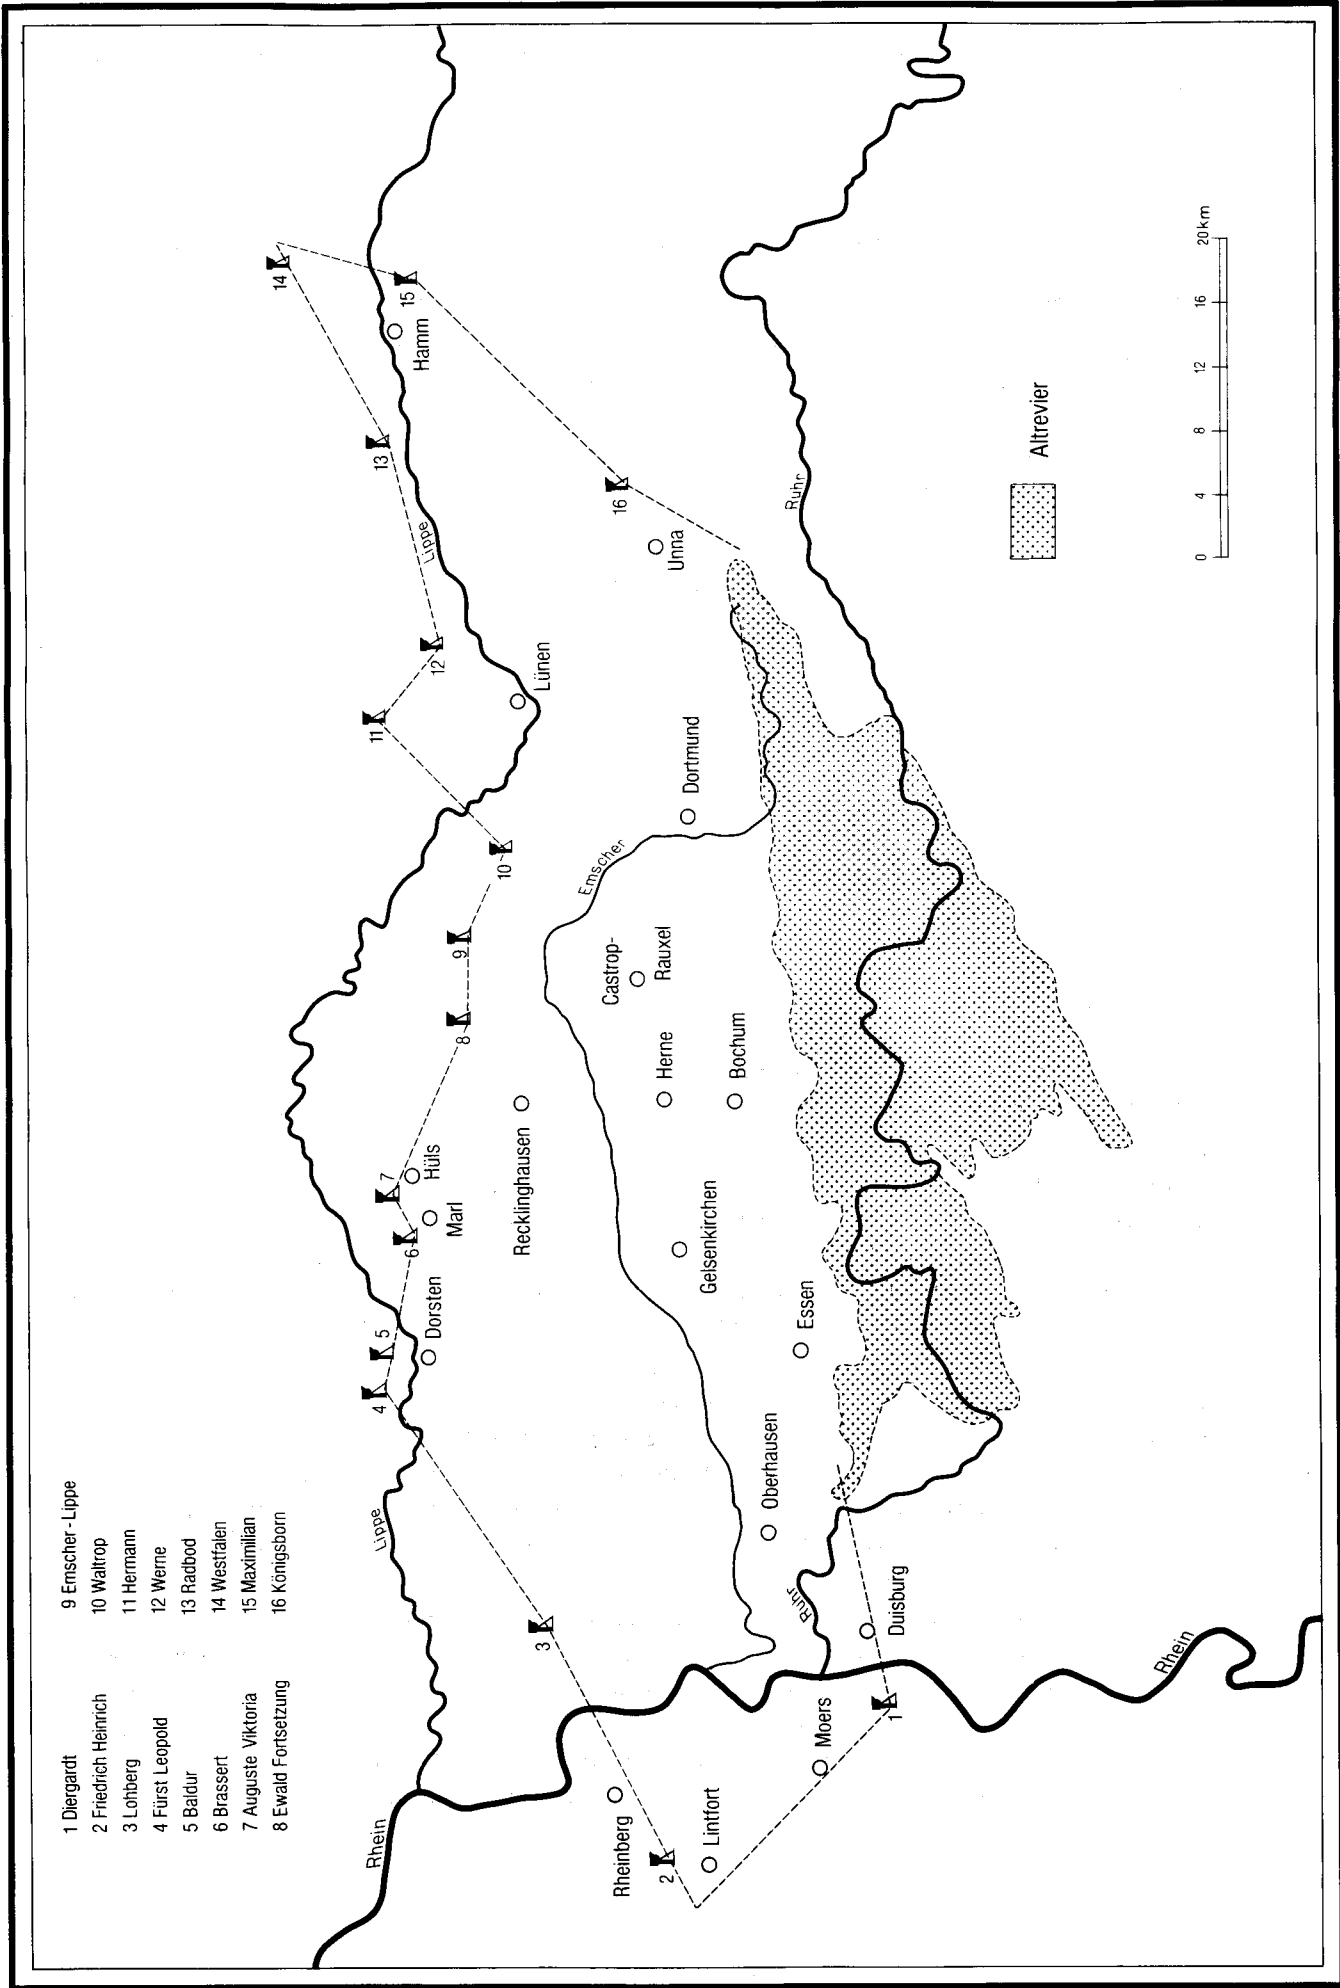 1 Diergardt
2 Friedrich Heinrich
3 Lohberg
4 Fürst Leopold
5 Baldur
6 Brassert
7 Auguste Viktoria
8 Ewald Fortsetzung
9 Emscher-Lippe
10 Waltrop
11 Hermann
12 Werne
13 Radbod
14 Westfalen
15 Maximilian
16 Königsborn
Rhein
Lippe
Lippe
14
15
Hamm
13
12
11
10
9
8
7
6
5
4
Hüls
Marl
Dorsten
Lünen
Recklinghausen
3
Rheinberg
2
Lintfort
Moers
1
Duisburg
Ruhr
Oberhausen
Essen
Gelsenkirchen
Herne
Bochum
Castrop-
Rauxel
Emscher
Dortmund
Unna
16
Ruhr
Rhein
Altrevier
0
4
8
12
16
20km